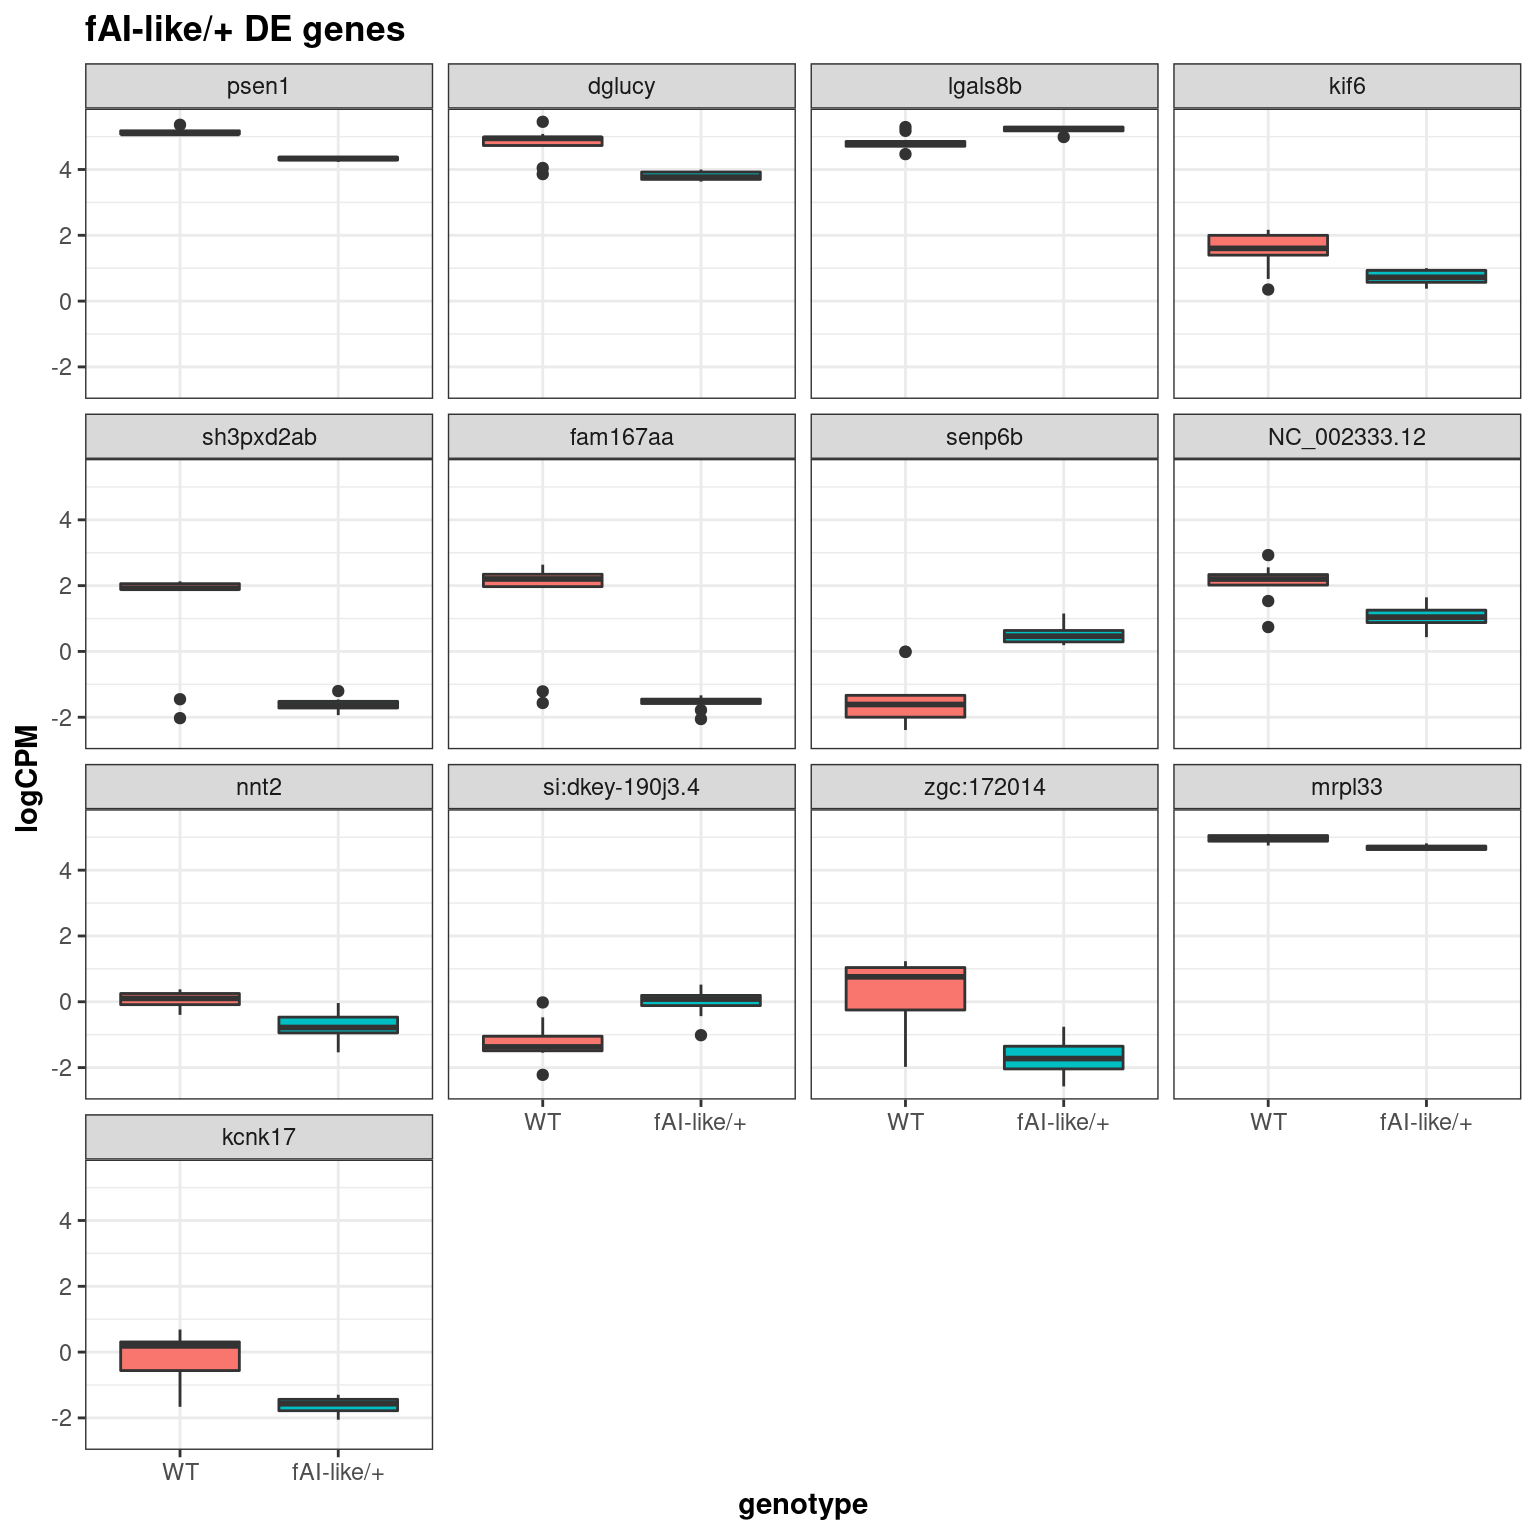 fAI-like/+ DE genes
psen1
dglucy
lgals8b
kif6
4
2
0
-2
sh3pxd2ab
fam167aa
senp6b
NC_002333.12
4
2
0
-2
nnt2
si:dkey-190j3.4
zgc:172014
mrpl33
4
2
0
-2
WT
fAI-like/+
WT
fAI-like/+
WT
fAI-like/+
kcnk17
4
2
0
-2
WT
fAI-like/+
logCPM
genotype